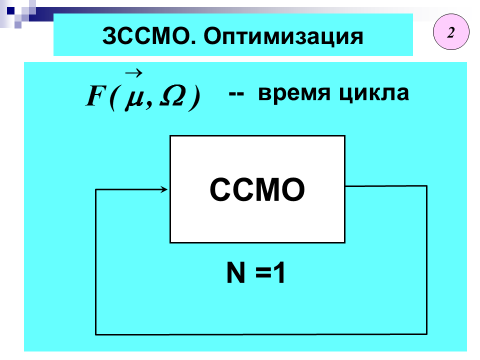 ЗССМО. Оптимизация
2
F( μ⃗ , Ω ) -- время цикла
ССМО
N =1